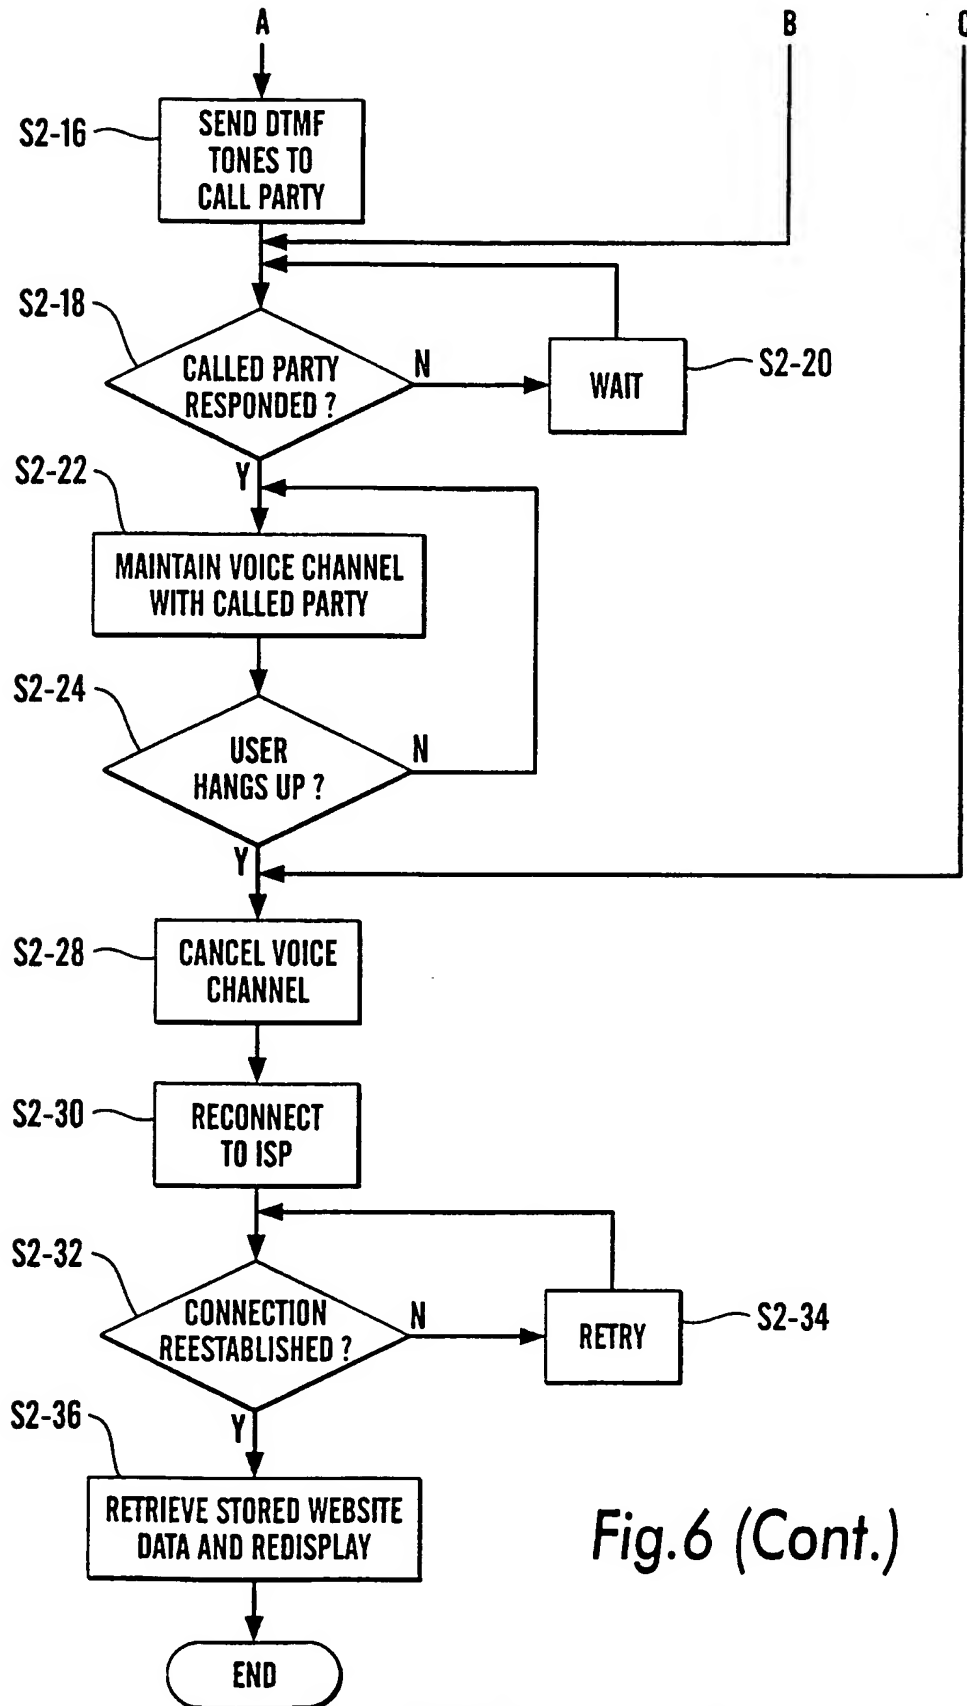 A
B
C
S2-16
SEND DTMF
TONES TO
CALL PARTY
S2-18
CALLED PARTY
RESPONDED ?
N
WAIT
S2-20
Y
S2-22
MAINTAIN VOICE CHANNEL
WITH CALLED PARTY
S2-24
USER
HANGS UP ?
N
Y
S2-28
CANCEL VOICE
CHANNEL
S2-30
RECONNECT
TO ISP
S2-32
CONNECTION
REESTABLISHED ?
N
RETRY
S2-34
Y
S2-36
RETRIEVE STORED WEBSITE
DATA AND REDISPLAY
Fig.6 (Cont.)
END